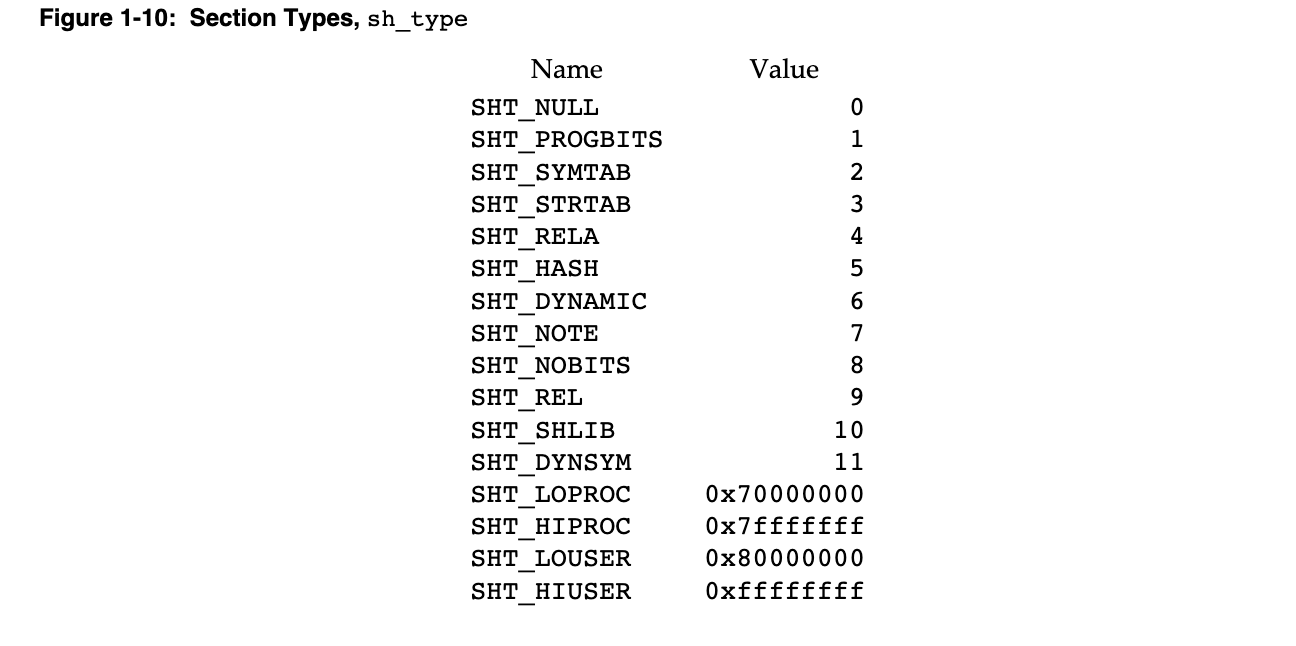 Figure 1-10: Section Types, sh_type
Name Value
SHT_NULL 0
SHT_PROGBITS 1
SHT_SYMTAB 2
SHT_STRTAB 3
SHT_RELA 4
SHT_HASH 5
SHT_DYNAMIC 6
SHT_NOTE 7
SHT_NOBITS 8
SHT_REL 9
SHT_SHLIB 10
SHT_DYNSYM 11
SHT_LOPROC 0x70000000
SHT_HIPROC 0x7fffffff
SHT_LOUSER 0x80000000
SHT_HIUSER 0xffffffff